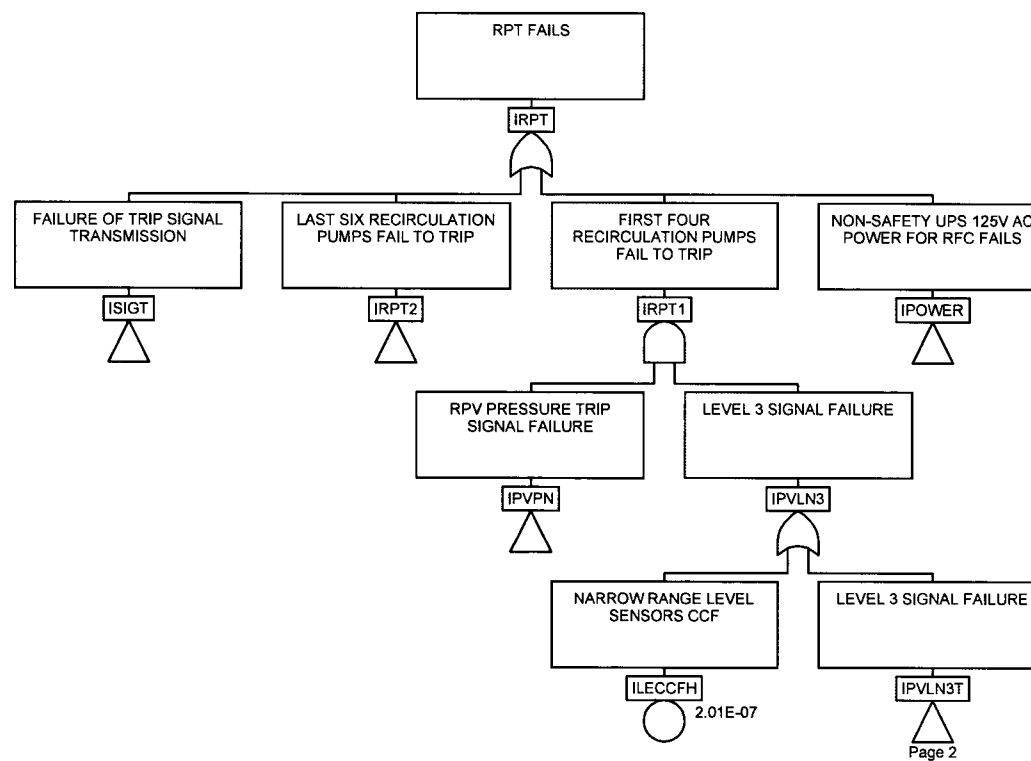 RPT FAILS
IRPT
FAILURE OF TRIP SIGNAL
TRANSMISSION
LAST SIX RECIRCULATION
PUMPS FAIL TO TRIP
FIRST FOUR
RECIRCULATION PUMPS
FAIL TO TRIP
NON-SAFETY UPS 125V AC
POWER FOR RFC FAILS
ISIGT
IRPT2
IRPT1
IPOWER
RPV PRESSURE TRIP
SIGNAL FAILURE
LEVEL 3 SIGNAL FAILURE
IPVPN
IPVLN3
NARROW RANGE LEVEL
SENSORS CCF
LEVEL 3 SIGNAL FAILURE
ILECCFH
IPVLN3T
2.01E-07
Page 2